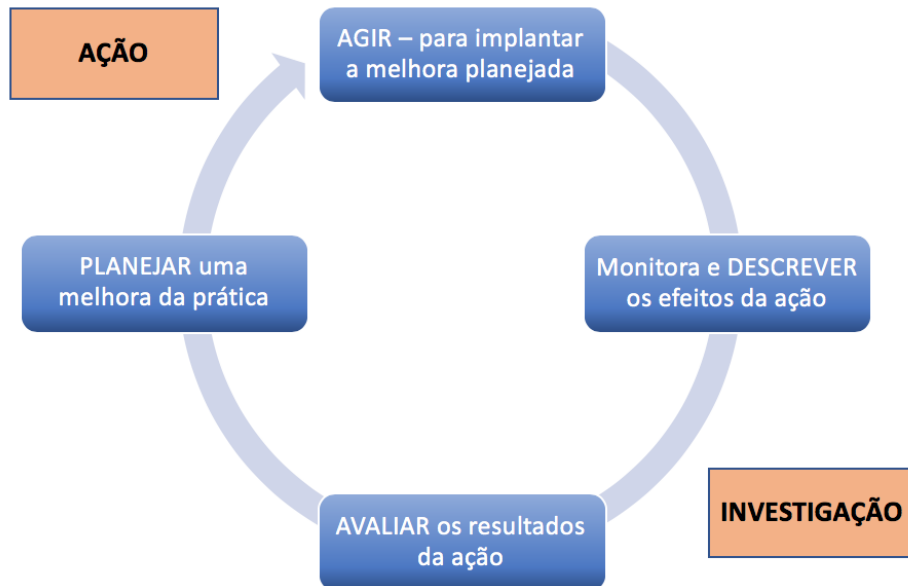 AÇÃO
AGIR – para implantar
a melhora planejada
PLANEJAR uma
melhora da prática
Monitora e DESCREVER
os efeitos da ação
AVALIAR os resultados
da ação
INVESTIGAÇÃO